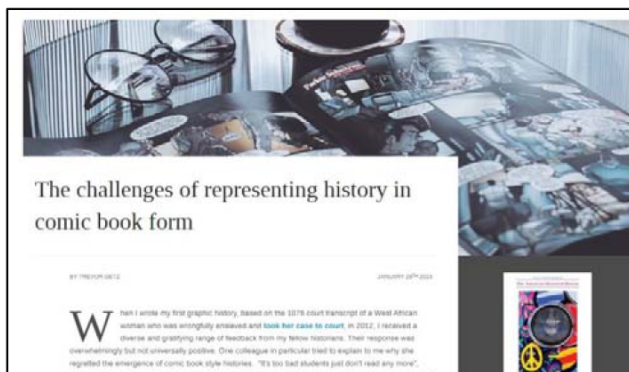 The challenges of representing history in
comic book form
BY TREVOR GETZ
JANUARY 28TH 2024
When I wrote my first graphic history, based on the 1876 court transcript of a West African
woman who was wrongfully enslaved and took her case to court, in 2012, I received a
diverse and gratifying range of feedback from my fellow historians. Their response was
overwhelmingly but not universally positive. One colleague in particular tried to explain to me why she
regretted the emergence of comic book style histories. "It's too bad students just don't read any more",